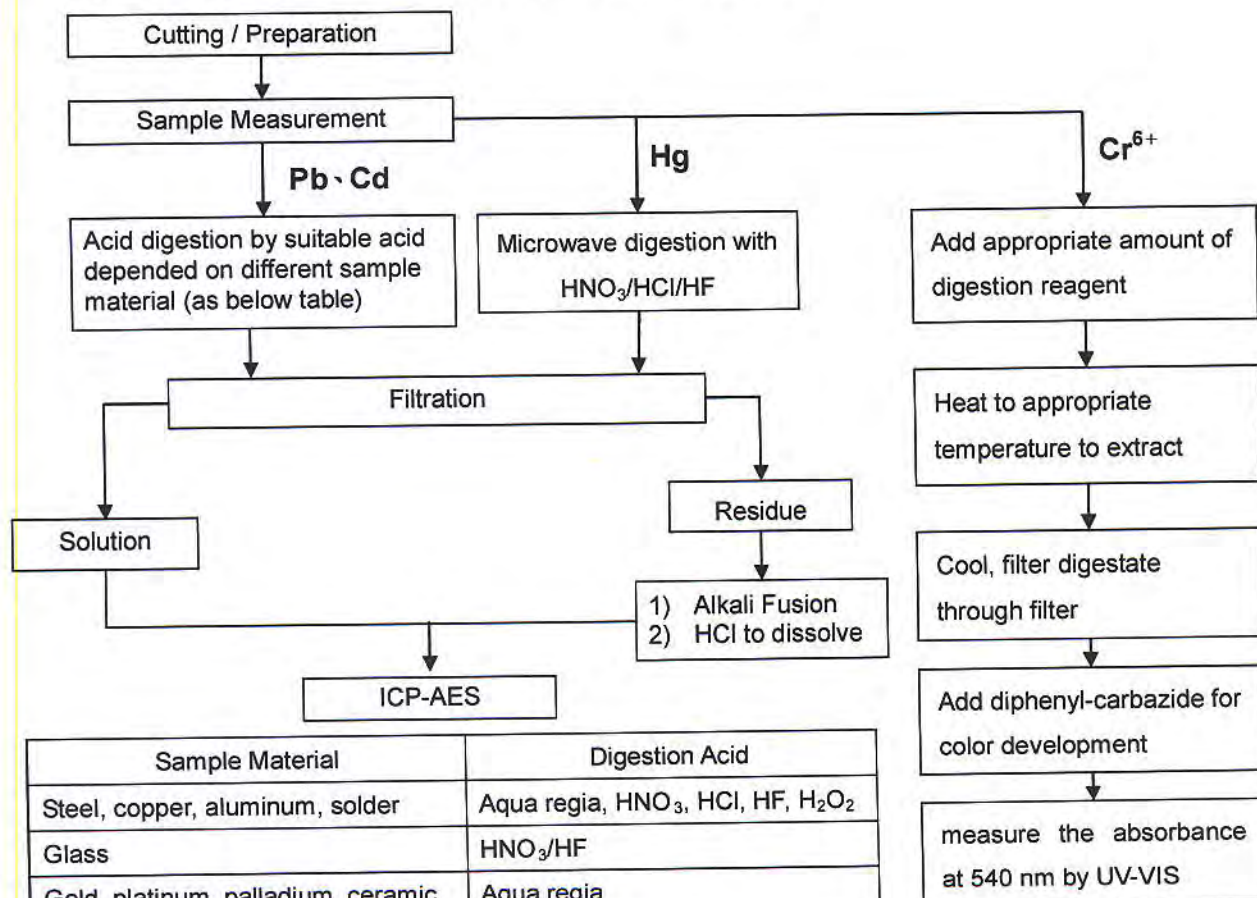 Cutting / Preparation
Sample Measurement
Pb、Cd
Hg
Cr⁶⁺
Acid digestion by suitable acid
depended on different sample
material (as below table)
Microwave digestion with
HNO₃/HCl/HF
Add appropriate amount of
digestion reagent
Filtration
Heat to appropriate
temperature to extract
Solution
Residue
1) Alkali Fusion
2) HCl to dissolve
Cool, filter digestate
through filter
ICP-AES
Add diphenyl-carbazide for
color development
measure the absorbance
at 540 nm by UV-VIS
Sample Material Digestion Acid
Steel, copper, aluminum, solder Aqua regia, HNO₃, HCl, HF, H₂O₂
Glass HNO₃/HF
Gold, platinum, palladium, ceramic Aqua regia